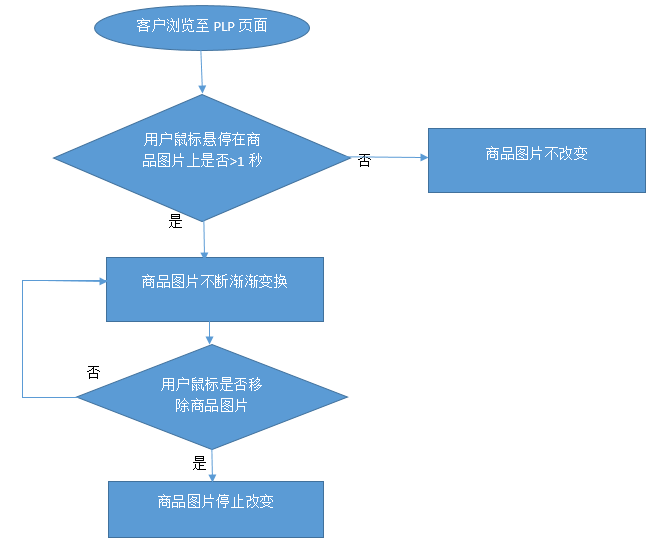 客户浏览至 PLP 页面
用户鼠标悬停在商
品图片上是否>1 秒
否
商品图片不改变
是
商品图片不断渐渐变换
否
用户鼠标是否移
除商品图片
是
商品图片停止改变